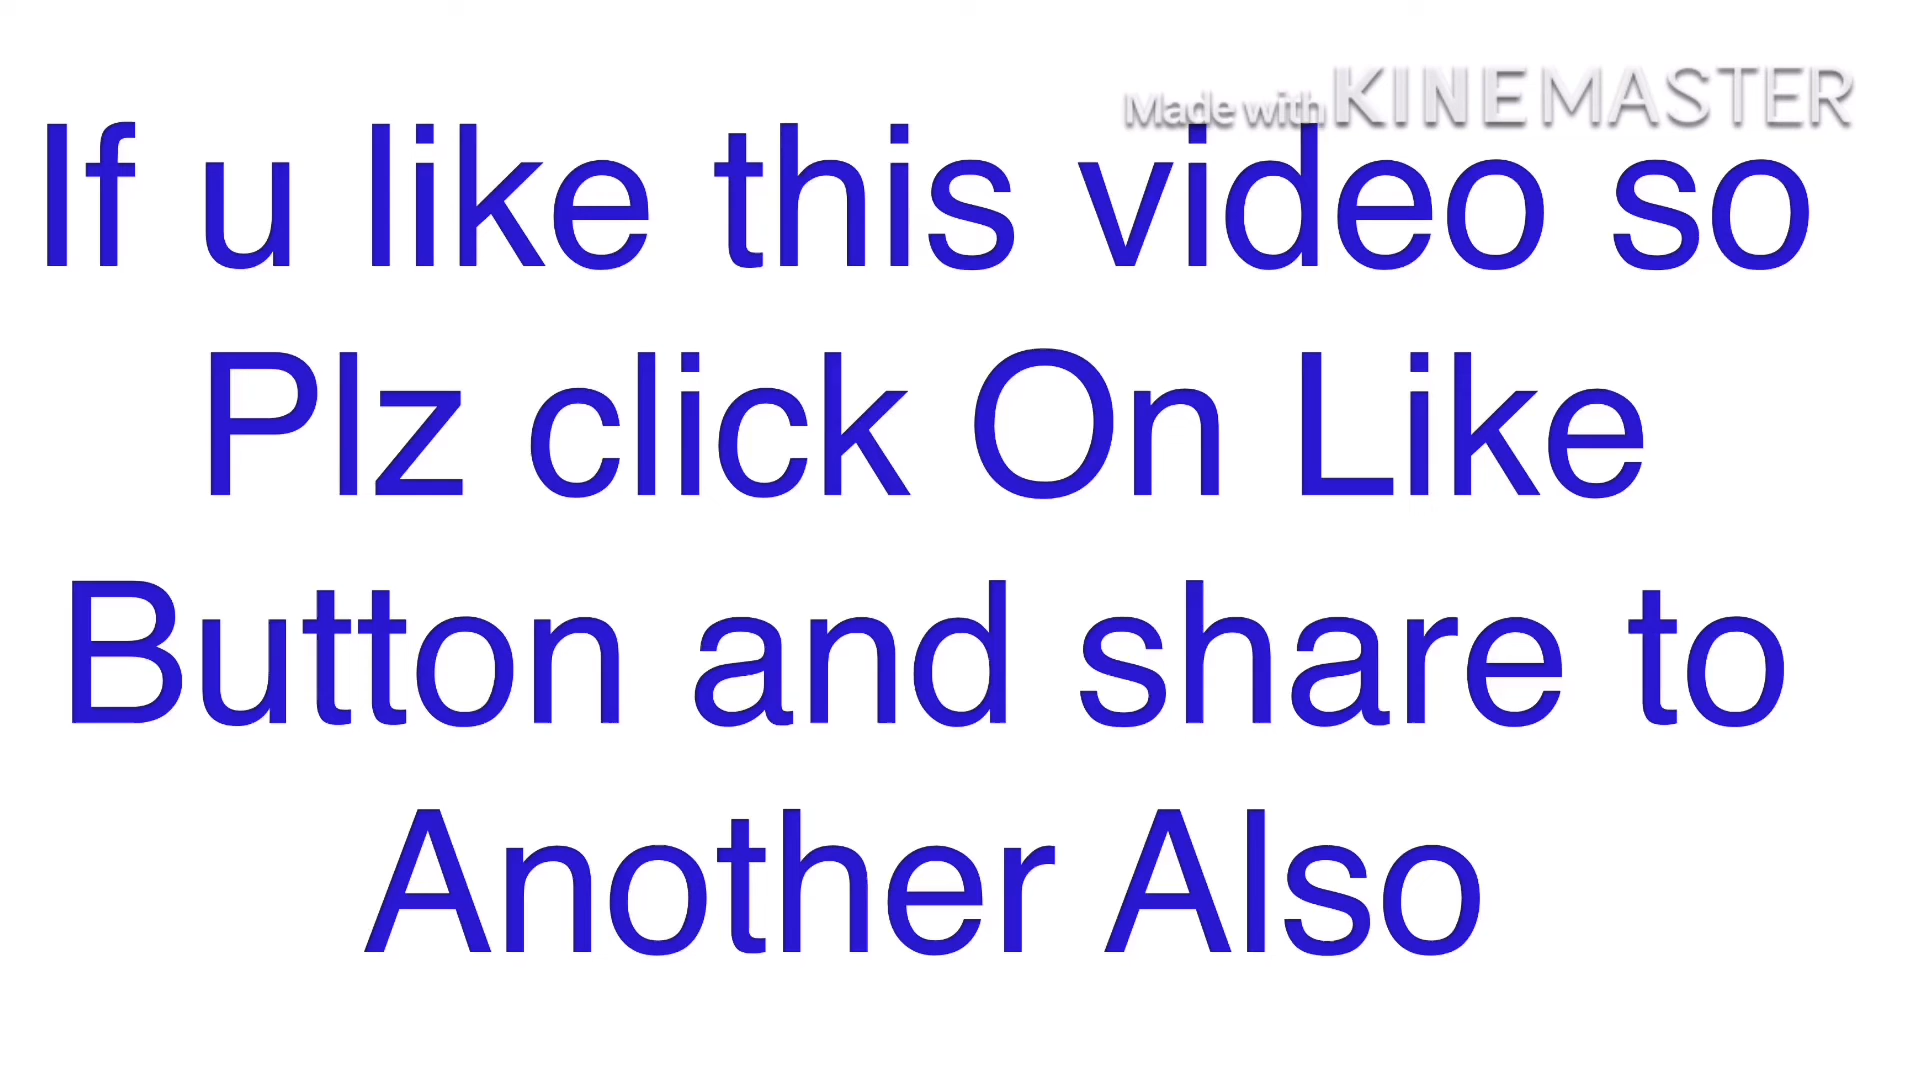 Made with KINEMASTER
If u like this video so
Plz click On Like
Button and share to
Another Also